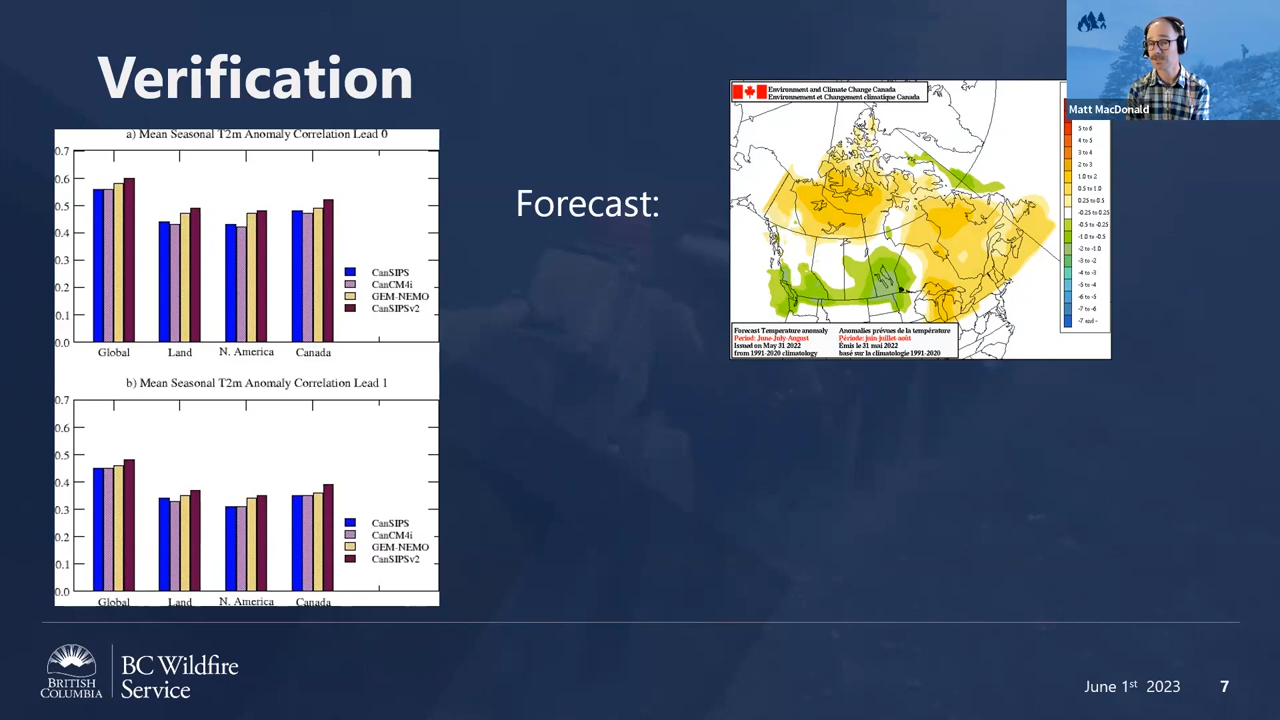 Verification
a) Mean Seasonal T2m Anomaly Correlation Lead 0
0.7
0.6
0.5
0.4
0.3
0.2
0.1
0.0
CanSIPS
CanCM4i
GEM-NEMO
CanSIPSv2
Global Land N. America Canada
b) Mean Seasonal T2m Anomaly Correlation Lead 1
0.7
0.6
0.5
0.4
0.3
0.2
0.1
0.0
CanSIPS
CanCM4i
GEM-NEMO
CanSIPSv2
Global Land N. America Canada
Forecast:
Environment and Climate Change Canada
Environnement et Changement climatique Canada
Forecast Temperature anomaly
Period: June-July-August
Issued on May 31 2022
from 1991-2020 climatology
Anomalies prévues de la température
Période: juin juillet août
Émis le 31 mai 2022
basé sur la climatologie 1991-2020
5 to 6
4 to 5
3 to 4
2 to 3
1.0 to 2
0.5 to 1.0
0.25 to 0.5
-0.25 to 0.25
-0.5 to -0.25
-1.0 to -0.5
-2 to -1.0
-3 to -2
-4 to -3
-5 to -4
-6 to -5
-7 to -6
-7 and -
Matt MacDonald
BRITISH
COLUMBIA
BC Wildfire
Service
June 1st 2023
7